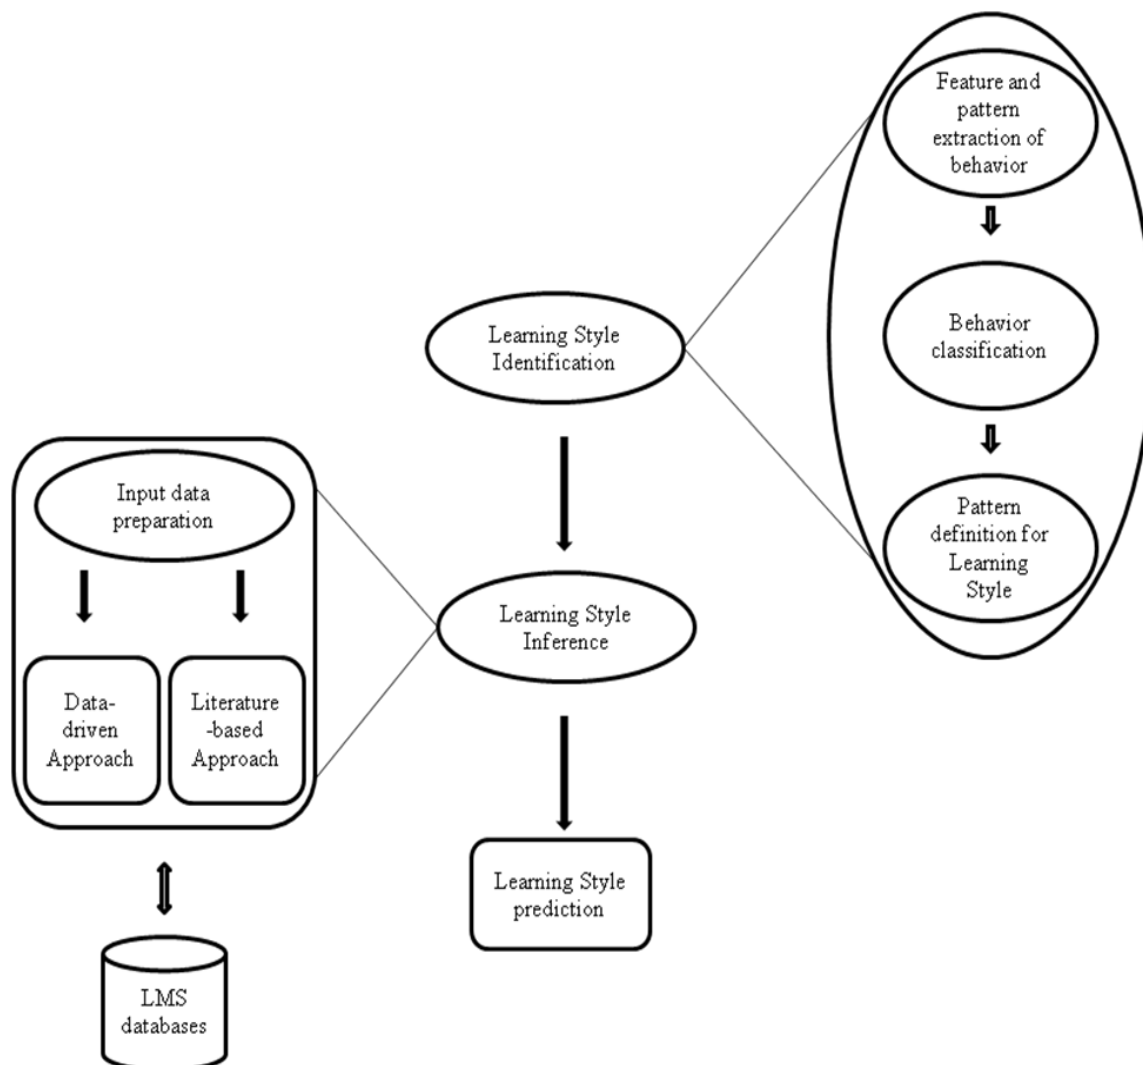 Feature and
pattern
extraction of
behavior
Behavior
classification
Pattern
definition for
Learning
Style
Learning Style
Identification
Learning Style
Inference
Learning Style
prediction
Input data
preparation
Data-
driven
Approach
Literature
-based
Approach
LMS
databases